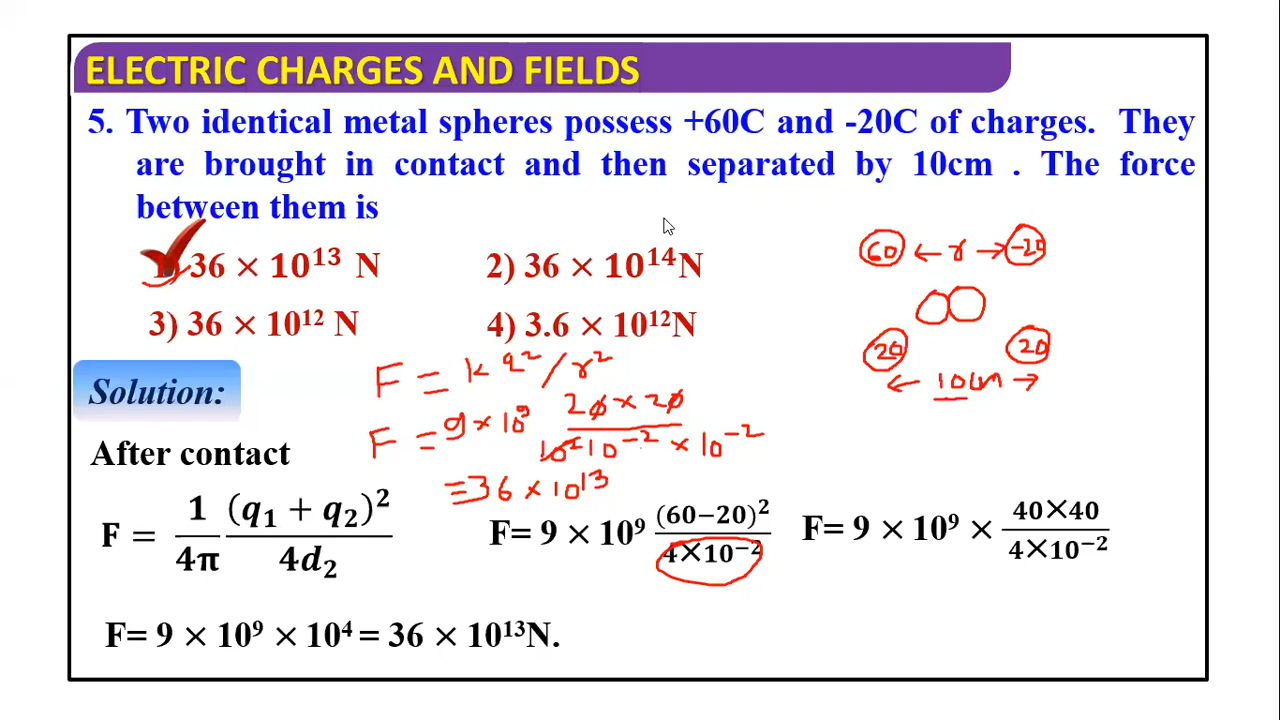 ELECTRIC CHARGES AND FIELDS
5. Two identical metal spheres possess +60C and -20C of charges. They
are brought in contact and then separated by 10cm . The force
between them is
1) 36 × 10¹³ N
2) 36 × 10¹⁴ N
3) 36 × 10¹² N
4) 3.6 × 10¹²N
60 ← r → -20
20 20
← 10cm →
Solution:
F = k q² / r²
F = 9 × 10⁹ 20 × 20 / 10² 10⁻² × 10⁻²
= 36 × 10¹³
After contact
F = 1/4π (q₁ + q₂)²/4d₂
F= 9 × 10⁹ (60−20)²/4×10⁻²
F= 9 × 10⁹ × 40×40/4×10⁻²
F= 9 × 10⁹ × 10⁴ = 36 × 10¹³N.